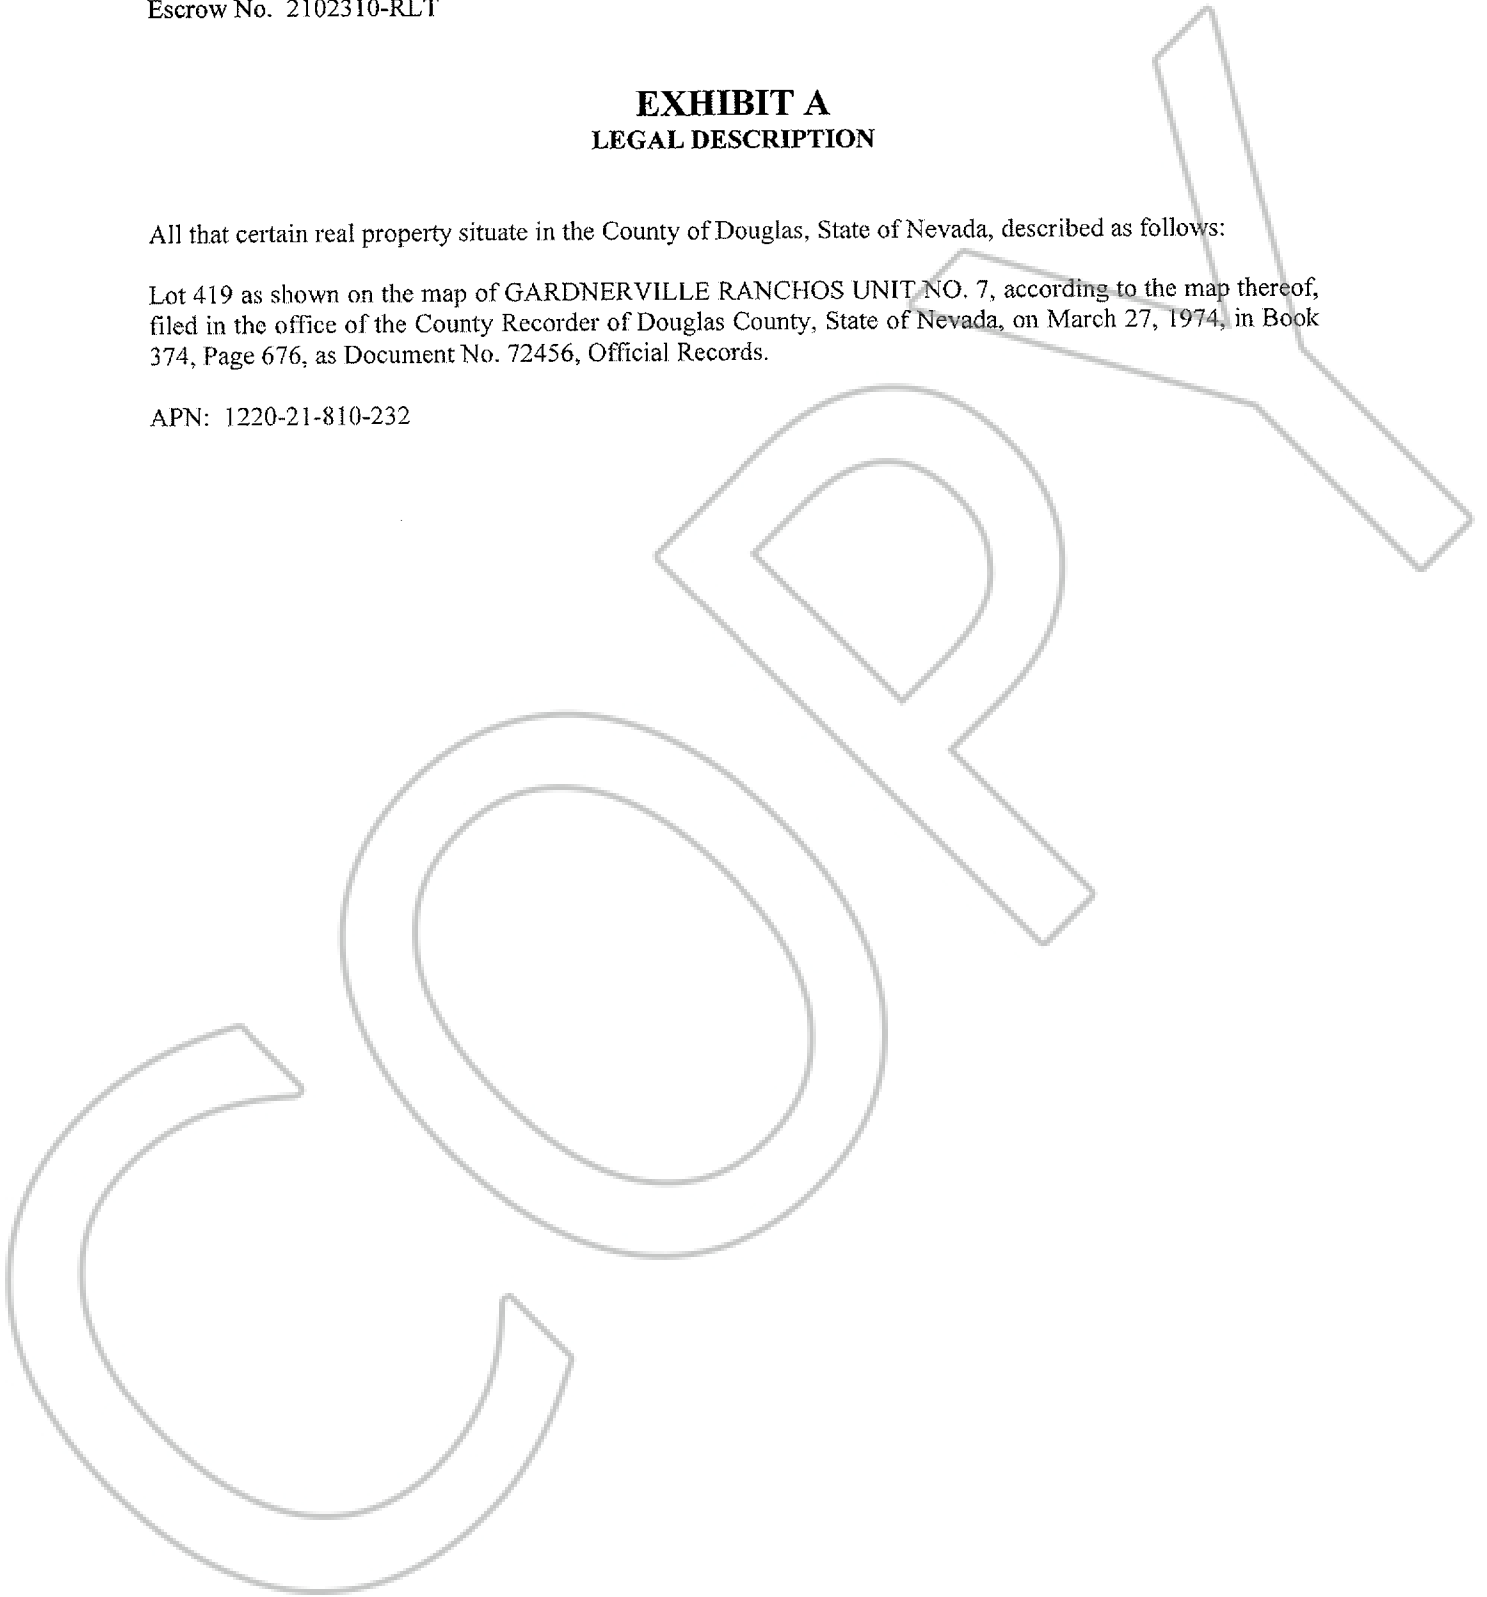 Escrow No. 2102310-RLT
EXHIBIT A
LEGAL DESCRIPTION
All that certain real property situate in the County of Douglas, State of Nevada, described as follows:
Lot 419 as shown on the map of GARDNERVILLE RANCHOS UNIT NO. 7, according to the map thereof,
filed in the office of the County Recorder of Douglas County, State of Nevada, on March 27, 1974, in Book
374, Page 676, as Document No. 72456, Official Records.
APN: 1220-21-810-232
COPY